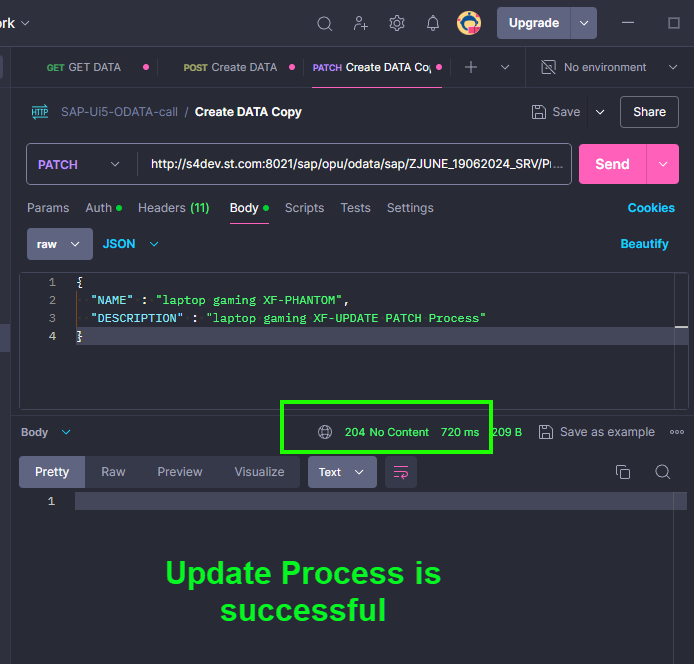 rk
Upgrade
GET GET DATA
POST Create DATA
PATCH Create DATA Co
No environment
HTTP SAP-Ui5-ODATA-call / Create DATA Copy
Save
Share
PATCH
http://s4dev.st.com:8021/sap/opu/odata/sap/ZJUNE_19062024_SRV/P...
Send
Params Auth Headers (11) Body Scripts Tests Settings Cookies
raw JSON Beautify
1 {
2 "NAME" : "laptop gaming XF-PHANTOM",
3 "DESCRIPTION" : "laptop gaming XF-UPDATE PATCH Process"
4 }
Body 204 No Content 720 ms 209 B Save as example
Pretty Raw Preview Visualize Text
1
Update Process is
successful